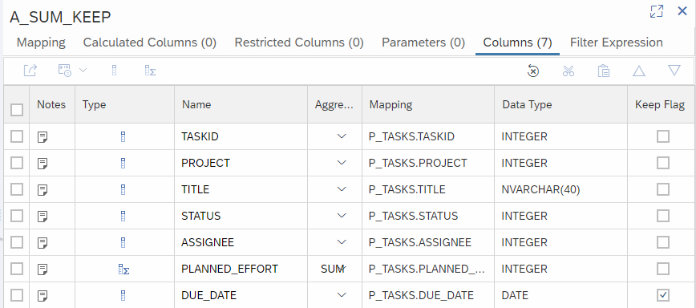 A_SUM_KEEP
Mapping Calculated Columns (0) Restricted Columns (0) Parameters (0) Columns (7) Filter Expression
Notes Type Name Aggre... Mapping Data Type Keep Flag
TASKID P_TASKS.TASKID INTEGER
PROJECT P_TASKS.PROJECT INTEGER
TITLE P_TASKS.TITLE NVARCHAR(40)
STATUS P_TASKS.STATUS INTEGER
ASSIGNEE P_TASKS.ASSIGNEE INTEGER
PLANNED_EFFORT SUM P_TASKS.PLANNED_... INTEGER
DUE_DATE P_TASKS.DUE_DATE DATE